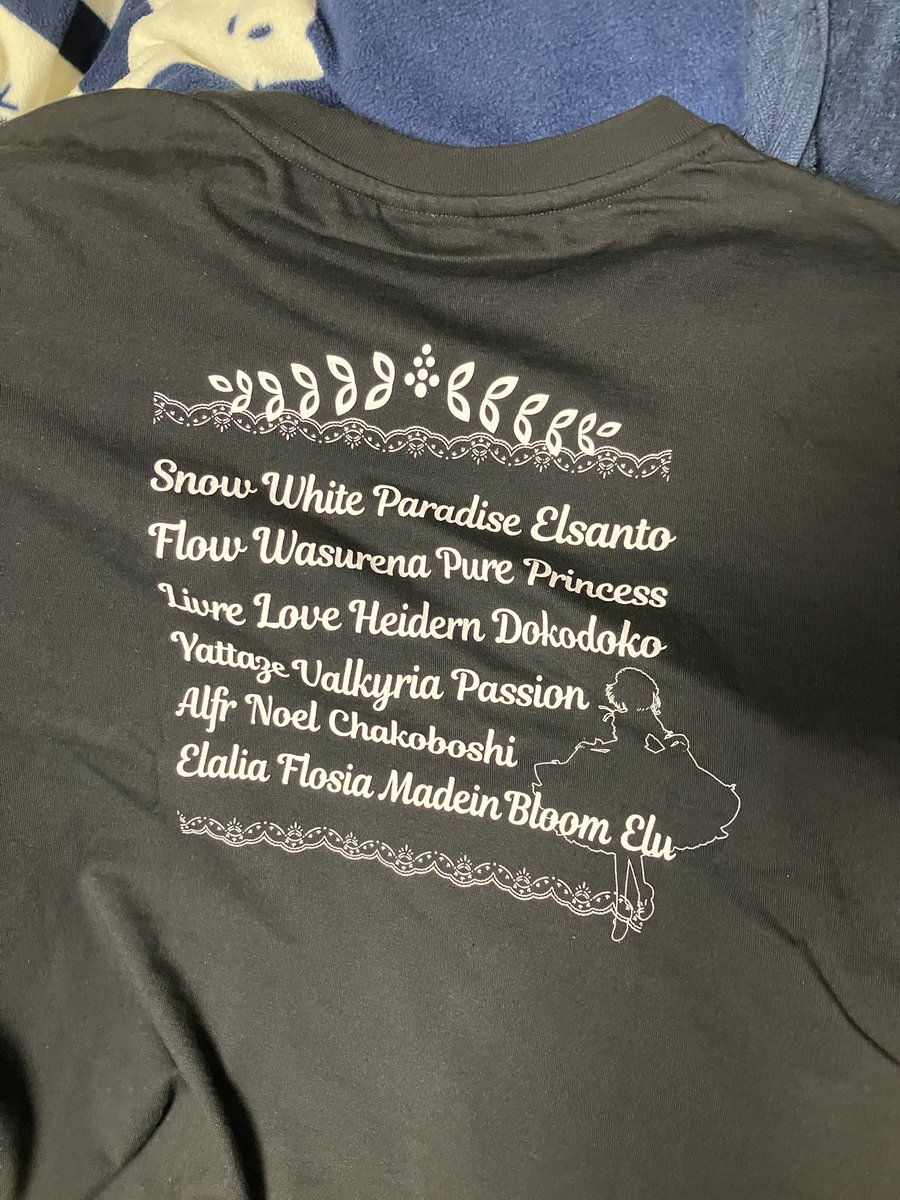 Snow White Paradise Elsanto
Flow Wasurena Pure Princess
Livre Love Heidern Dokodoko
Yattaze Valkyria Passion
Alfr Noel Chakoboshi
Elalia Flosia Madein Bloom Elu